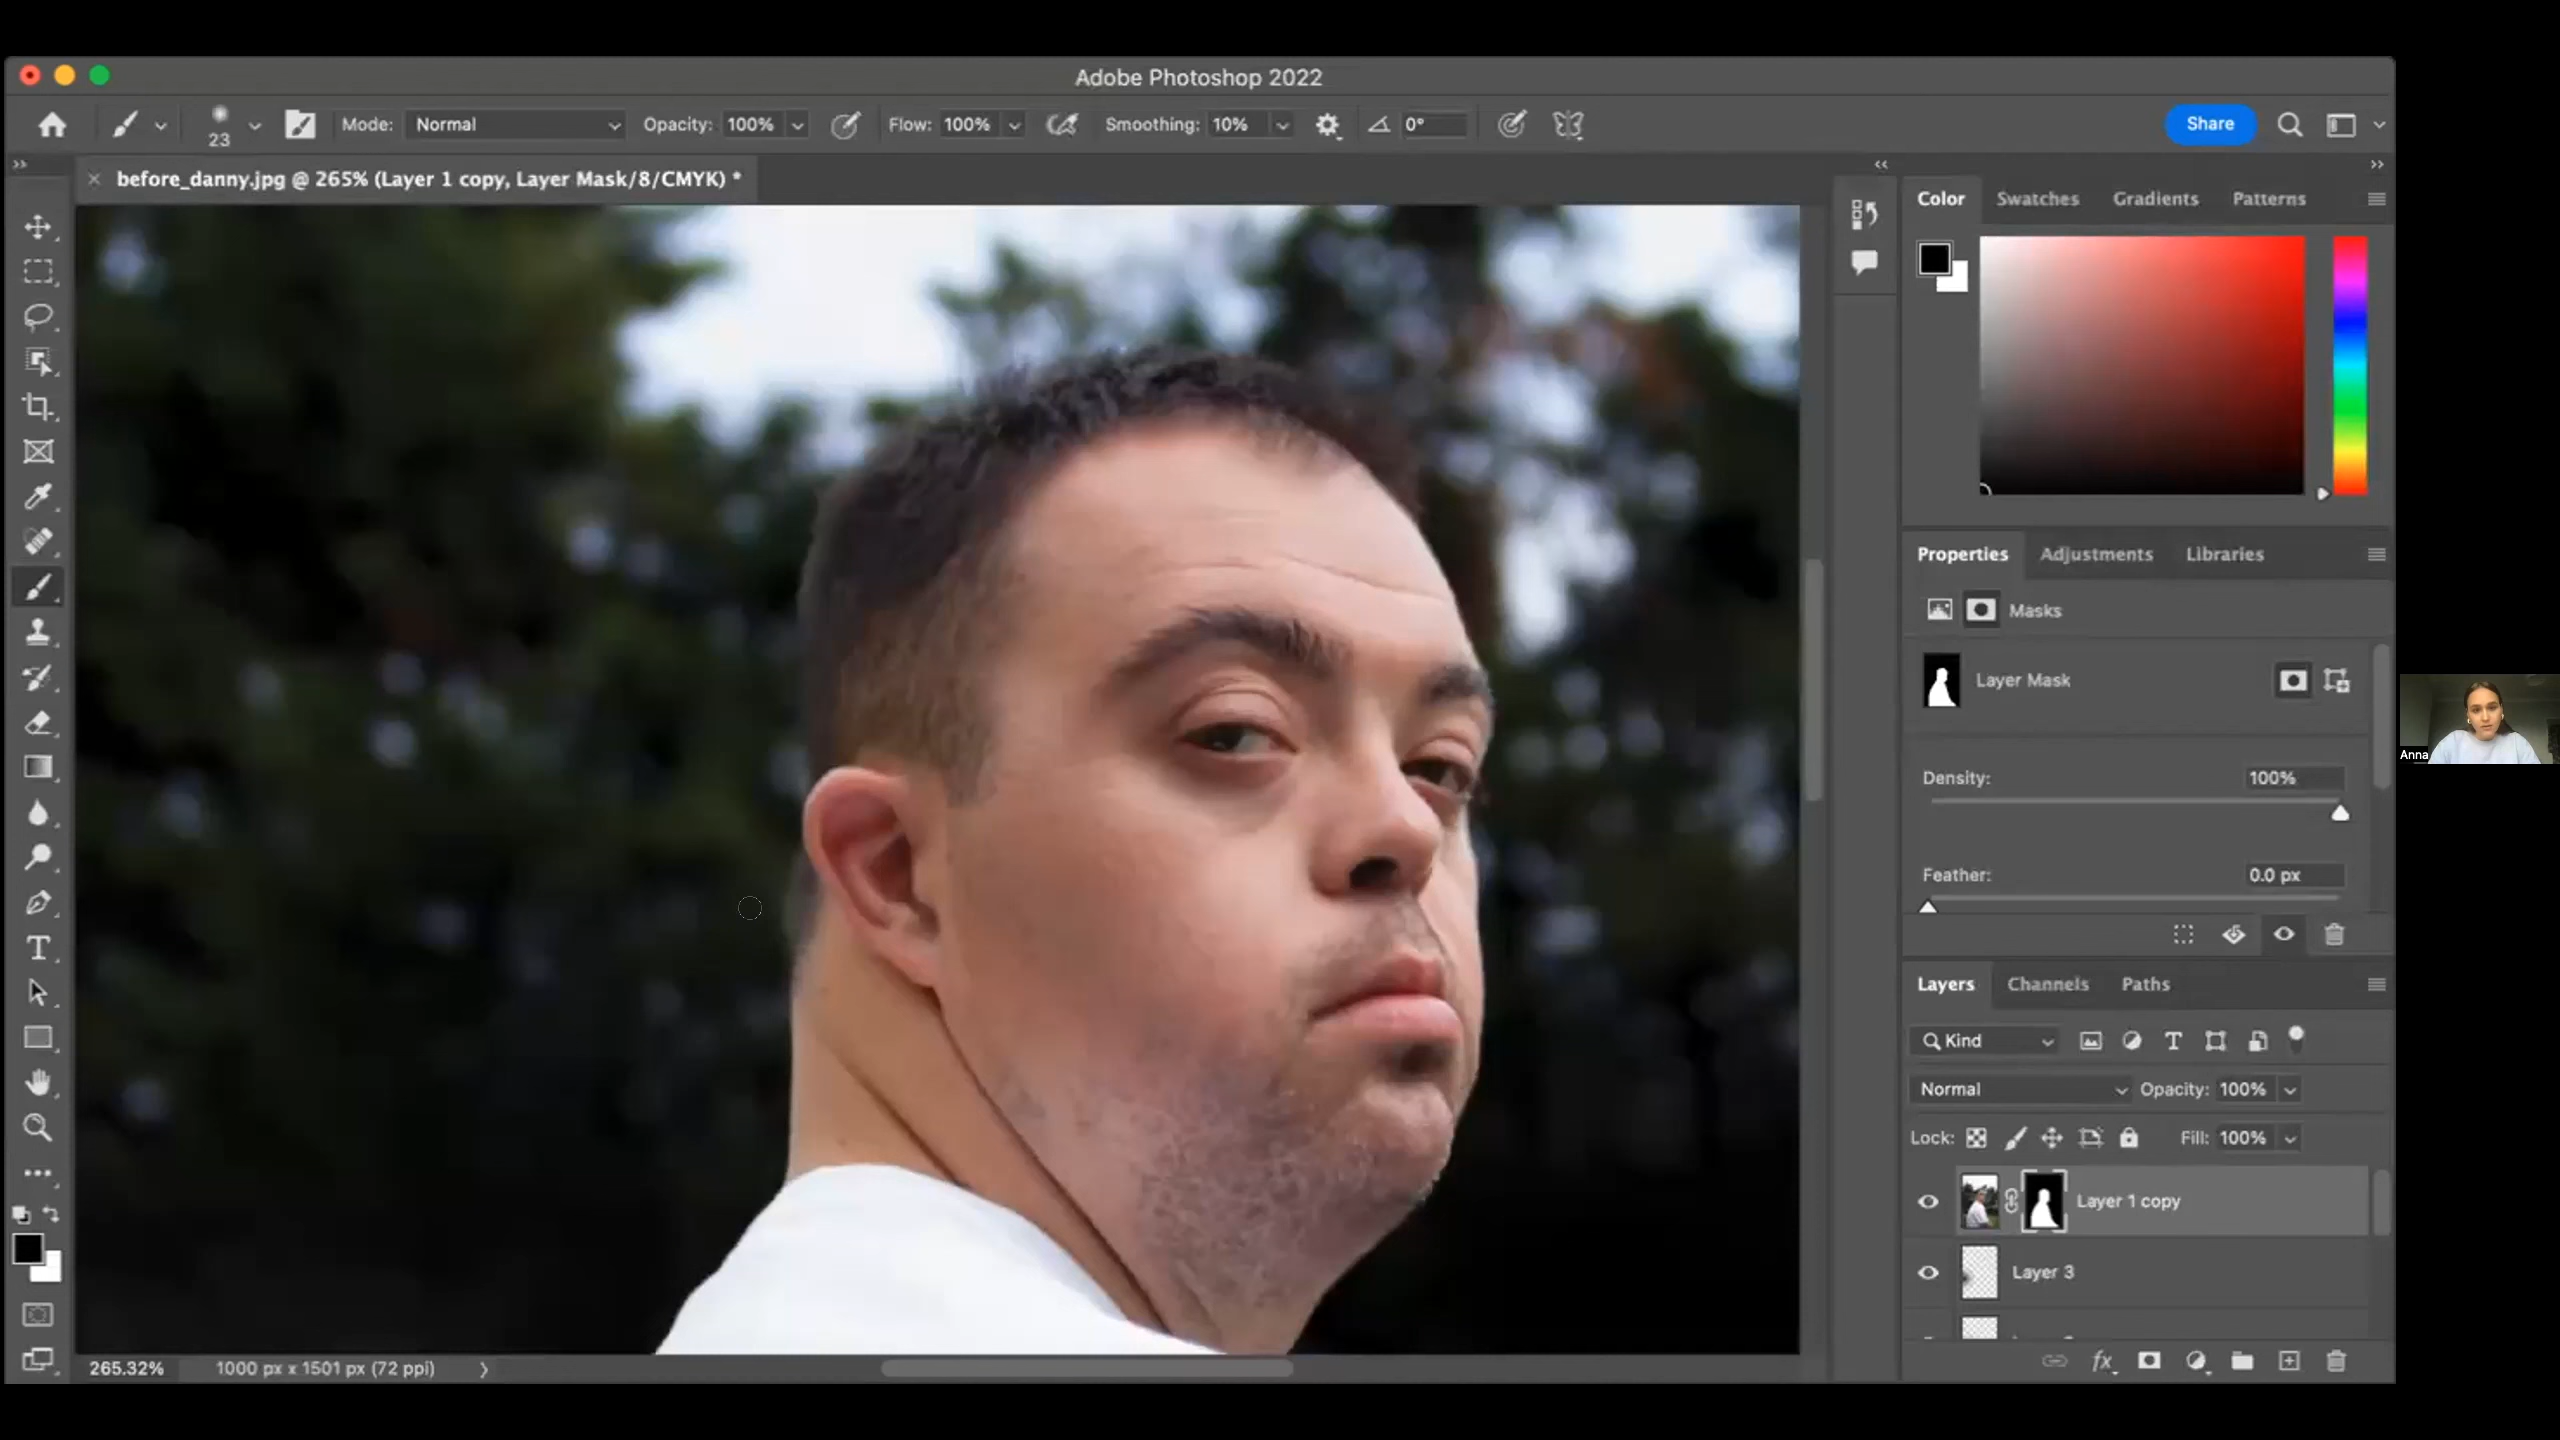 Adobe Photoshop 2022
23
Mode: Normal
Opacity: 100%
Flow: 100%
Smoothing: 10%
0°
Share
before_danny.jpg @ 265% (Layer 1 copy, Layer Mask/8/CMYK) *
Color Swatches Gradients Patterns
Properties Adjustments Libraries
Masks
Layer Mask
Density: 100%
Feather: 0.0 px
Anna
Layers Channels Paths
Kind
Normal Opacity: 100%
Lock: Fill: 100%
Layer 1 copy
Layer 3
fx
265.32% 1000 px x 1501 px (72 ppi)